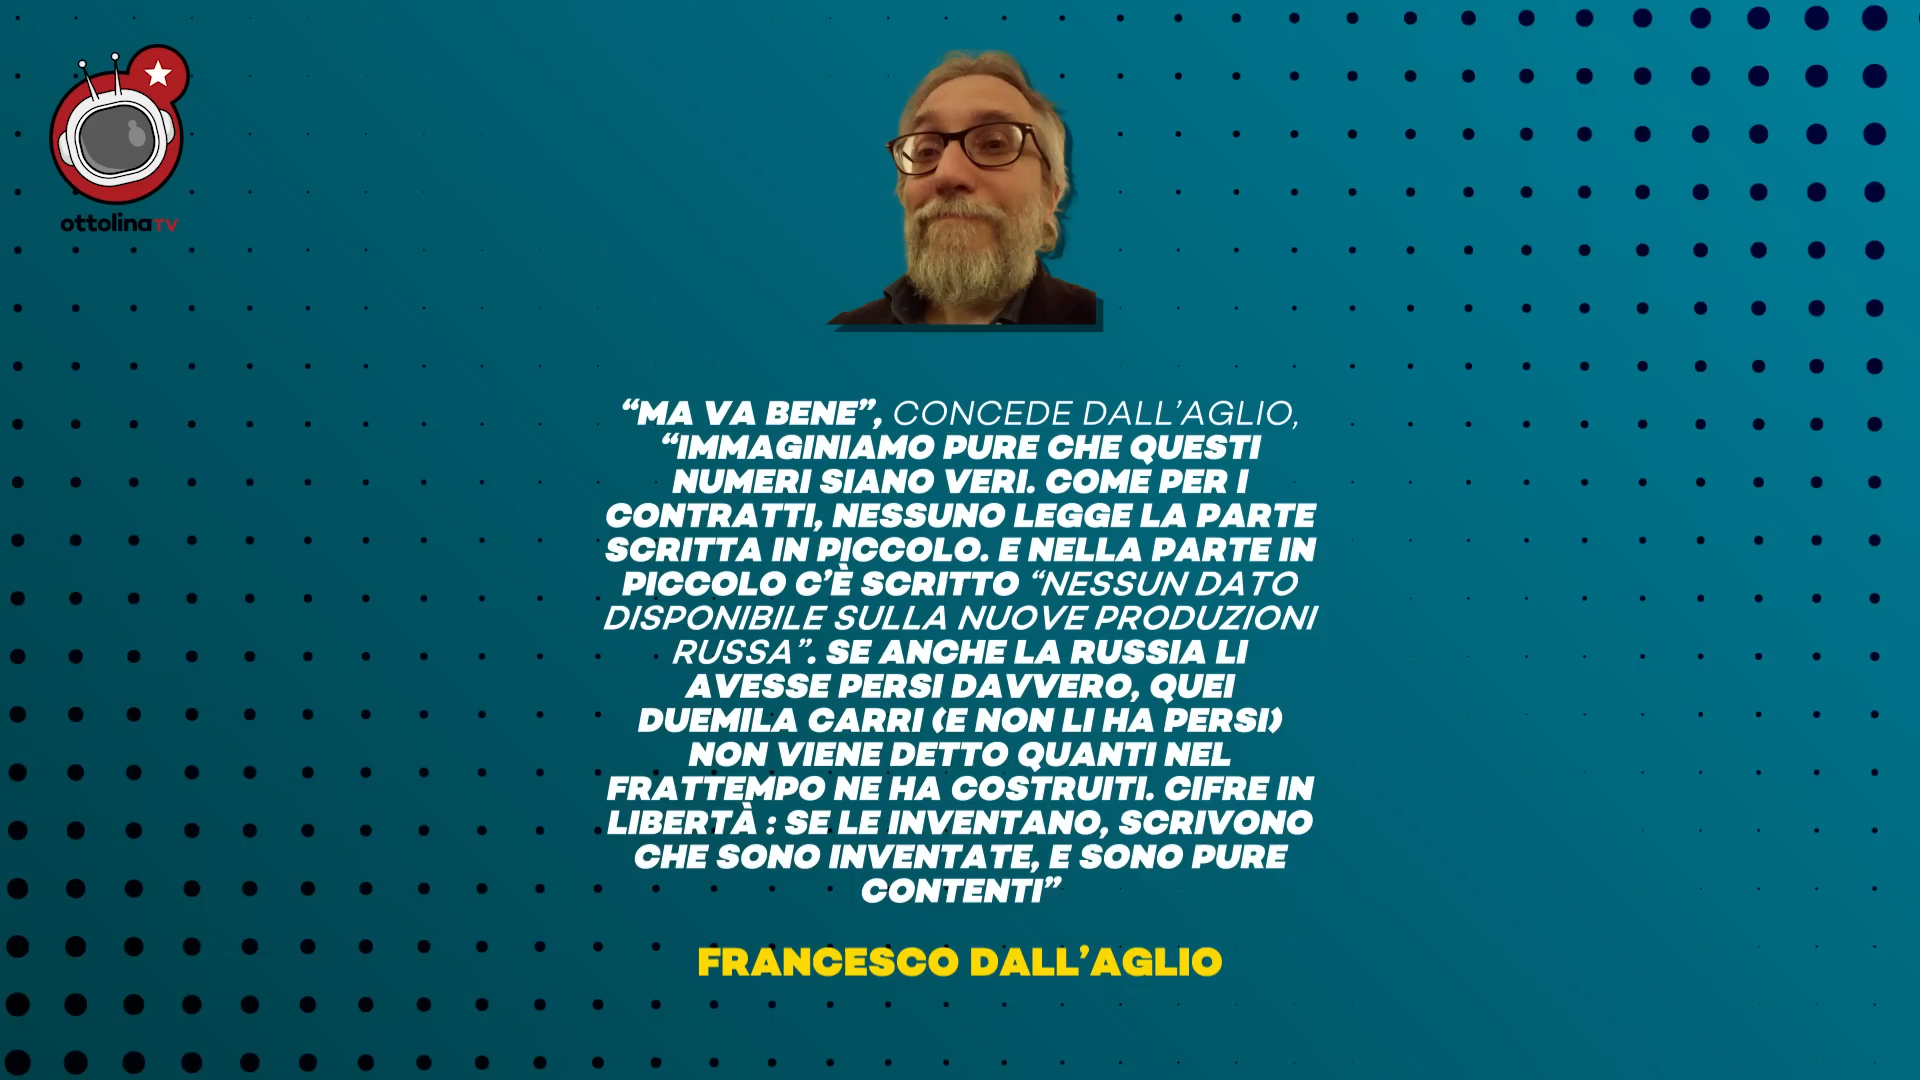 ottolinaTV
“MA VA BENE”, CONCEDE DALL’AGLIO,
“IMMAGINIAMO PURE CHE QUESTI
NUMERI SIANO VERI. COME PER I
CONTRATTI, NESSUNO LEGGE LA PARTE
SCRITTA IN PICCOLO. E NELLA PARTE IN
PICCOLO C’È SCRITTO “NESSUN DATO
DISPONIBILE SULLA NUOVE PRODUZIONI
RUSSA”. SE ANCHE LA RUSSIA LI
AVESSE PERSI DAVVERO, QUEI
DUEMILA CARRI (E NON LI HA PERSI)
NON VIENE DETTO QUANTI NEL
FRATTEMPO NE HA COSTRUITI. CIFRE IN
LIBERTÀ : SE LE INVENTANO, SCRIVONO
CHE SONO INVENTATE, E SONO PURE
CONTENTI”
FRANCESCO DALL’AGLIO